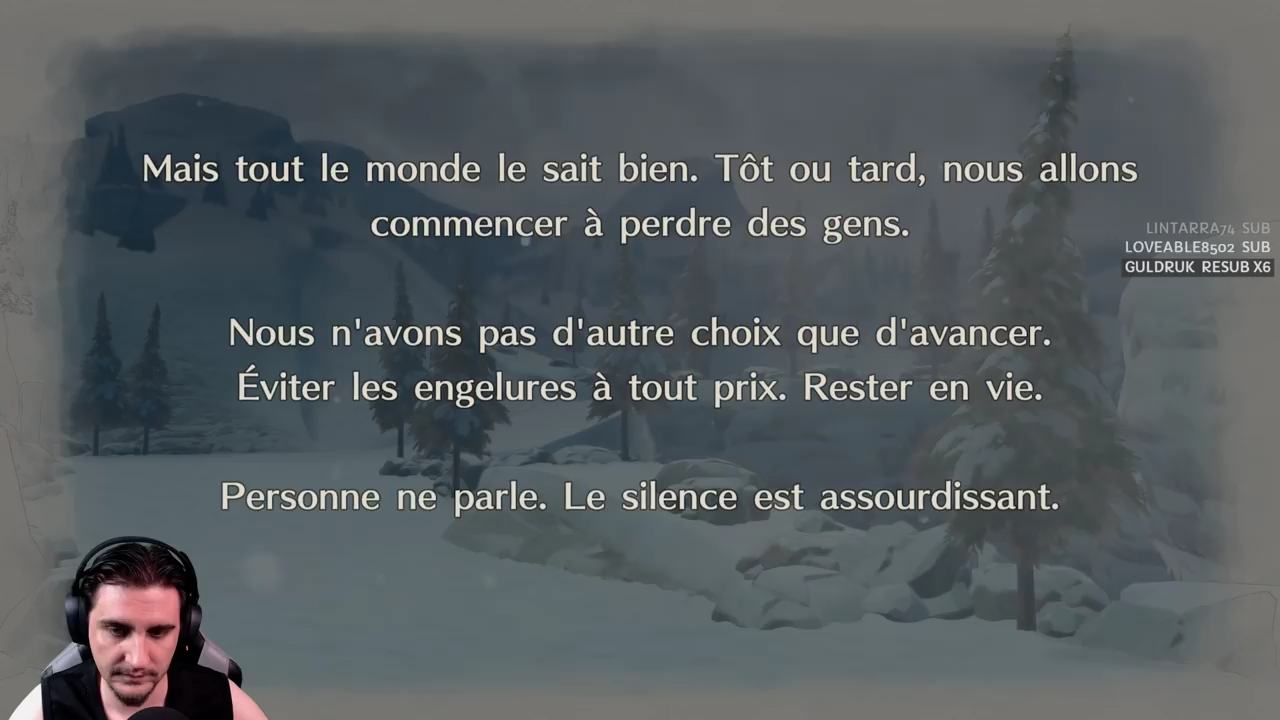 Mais tout le monde le sait bien. Tôt ou tard, nous allons
commencer à perdre des gens.
LINTARRA74 SUB
LOVEABLE8502 SUB
GULDRUK RESUB X6
Nous n'avons pas d'autre choix que d'avancer.
Éviter les engelures à tout prix. Rester en vie.
Personne ne parle. Le silence est assourdissant.